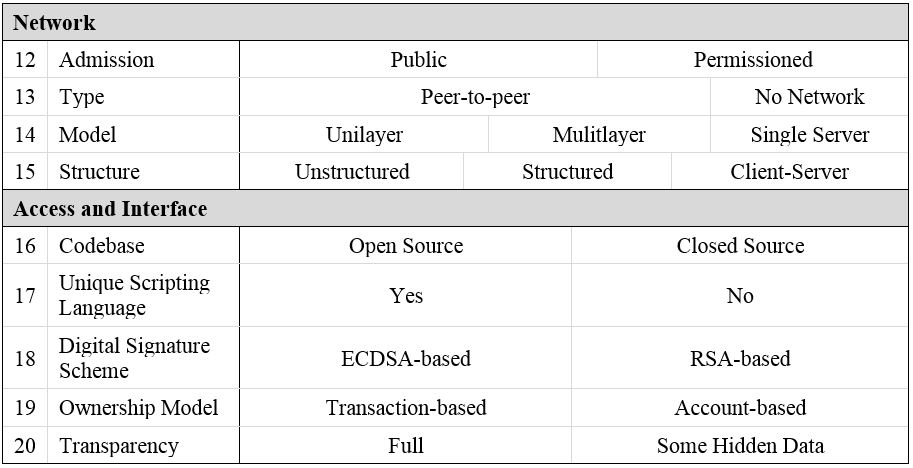 Network
12 Admission Public Permissioned
13 Type Peer-to-peer No Network
14 Model Unilayer Mulitlayer Single Server
15 Structure Unstructured Structured Client-Server
Access and Interface
16 Codebase Open Source Closed Source
17 Unique Scripting Language Yes No
18 Digital Signature Scheme ECDSA-based RSA-based
19 Ownership Model Transaction-based Account-based
20 Transparency Full Some Hidden Data